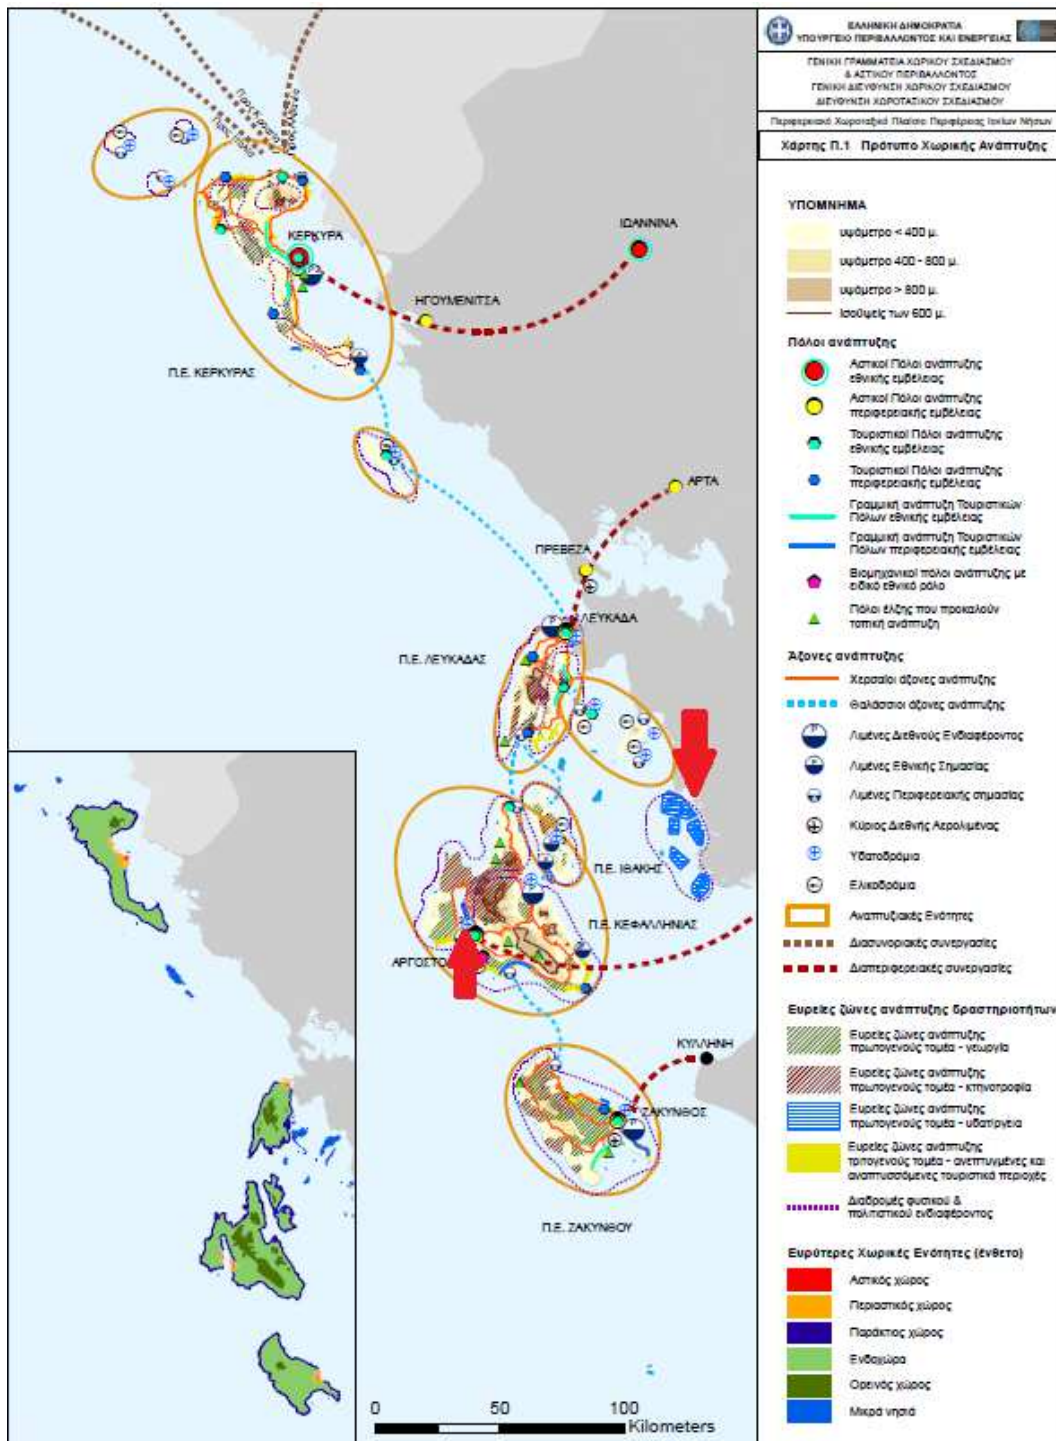 ΕΛΛΗΝΙΚΗ ΔΗΜΟΚΡΑΤΙΑ
ΥΠΟΥΡΓΕΙΟ ΠΕΡΙΒΑΛΛΟΝΤΟΣ ΚΑΙ ΕΝΕΡΓΕΙΑΣ
ΓΕΝΙΚΗ ΓΡΑΜΜΑΤΕΙΑ ΧΩΡΙΚΟΥ ΣΧΕΔΙΑΣΜΟΥ
& ΑΣΤΙΚΟΥ ΠΕΡΙΒΑΛΛΟΝΤΟΣ
ΓΕΝΙΚΗ ΔΙΕΥΘΥΝΣΗ ΧΩΡΙΚΟΥ ΣΧΕΔΙΑΣΜΟΥ
ΔΙΕΥΘΥΝΣΗ ΧΩΡΟΤΑΞΙΚΟΥ ΣΧΕΔΙΑΣΜΟΥ
Περιφερειακό Χωροταξικό Πλαίσιο Περιφέρειας Ιονίων Νήσων
Χάρτης Π.1 Πρότυπο Χωρικής Ανάπτυξης
ΥΠΟΜΝΗΜΑ
υψόμετρο < 400 μ.
υψόμετρο 400 - 800 μ.
υψόμετρο > 800 μ.
Ισοϋψείς των 600 μ.
Πόλοι ανάπτυξης
Αστικοί Πόλοι ανάπτυξης
εθνικής εμβέλειας
Αστικοί Πόλοι ανάπτυξης
περιφερειακής εμβέλειας
Τουριστικοί Πόλοι ανάπτυξης
εθνικής εμβέλειας
Τουριστικοί Πόλοι ανάπτυξης
περιφερειακής εμβέλειας
Γραμμική ανάπτυξη Τουριστικών
Πόλων εθνικής εμβέλειας
Γραμμική ανάπτυξη Τουριστικών
Πόλων περιφερειακής εμβέλειας
Βιομηχανικοί πόλοι ανάπτυξης με
ειδικό εθνικό ρόλο
Πόλοι έλξης που προκαλούν
τοπική ανάπτυξη
Άξονες ανάπτυξης
Χερσαίοι άξονες ανάπτυξης
Θαλάσσιοι άξονες ανάπτυξης
Λιμένες Διεθνούς Ενδιαφέροντος
Λιμένες Εθνικής Σημασίας
Λιμένες Περιφερειακής σημασίας
Κύριος Διεθνής Αερολιμένας
Υδατοδρόμια
Ελικοδρόμια
Αναπτυξιακές Ενότητες
Διασυνοριακές συνεργασίες
Διαπεριφερειακές συνεργασίες
Ευρείες ζώνες ανάπτυξης δραστηριοτήτων
Ευρείες ζώνες ανάπτυξης
πρωτογενούς τομέα - γεωργία
Ευρείες ζώνες ανάπτυξης
πρωτογενούς τομέα - κτηνοτροφία
Ευρείες ζώνες ανάπτυξης
πρωτογενούς τομέα - υδατ/ργεια
Ευρείες ζώνες ανάπτυξης
τριτογενούς τομέα - ανεπτυγμένες και
αναπτυσσόμενες τουριστικά περιοχές
Διαδρομές φυσικού &
πολιτιστικού ενδιαφέροντος
Ευρύτερες Χωρικές Ενότητες (ένθετο)
Αστικός χώρος
Περιαστικός χώρος
Παράκτιος χώρος
Ενδοχώρα
Ορεινός χώρος
Μικρά νησιά
ΚΕΡΚΥΡΑ
ΙΩΑΝΝΙΝΑ
ΗΓΟΥΜΕΝΙΤΣΑ
Π.Ε. ΚΕΡΚΥΡΑΣ
ΑΡΤΑ
ΠΡΕΒΕΖΑ
ΛΕΥΚΑΔΑ
Π.Ε. ΛΕΥΚΑΔΑΣ
Π.Ε. ΙΘΑΚΗΣ
Π.Ε. ΚΕΦΑΛΛΗΝΙΑΣ
ΑΡΓΟΣΤΟ
ΚΥΛΛΗΝΗ
ΖΑΚΥΝΘΟΣ
Π.Ε. ΖΑΚΥΝΘΟΥ
0 50 100
Kilometers